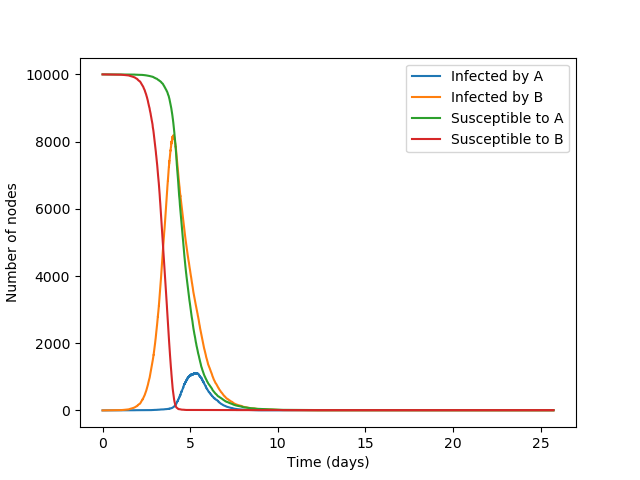 Infected by A
Infected by B
Susceptible to A
Susceptible to B
Number of nodes
10000
8000
6000
4000
2000
0
0 5 10 15 20 25
Time (days)